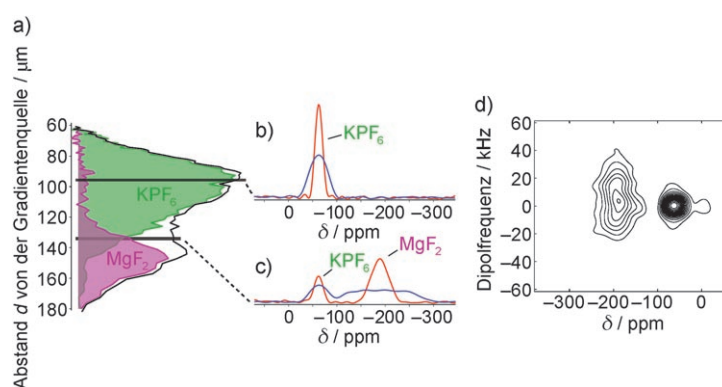 a)
Abstand d von der Gradientenquelle / µm
60
80
100
120
140
160
180
KPF6
MgF2
b)
KPF6
0 −100 −200 −300
δ / ppm
c)
KPF6
MgF2
0 −100 −200 −300
δ / ppm
d)
Dipolfrequenz / kHz
60
40
20
0
−20
−40
−60
−300 −200 −100 0
δ / ppm